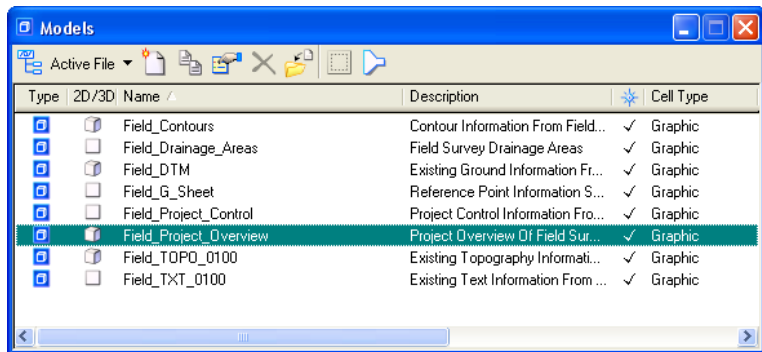 Models
Active File
Type 2D/3D Name Description Cell Type
Field_Contours Contour Information From Field... Graphic
Field_Drainage_Areas Field Survey Drainage Areas Graphic
Field_DTM Existing Ground Information Fr... Graphic
Field_G_Sheet Reference Point Information S... Graphic
Field_Project_Control Project Control Information Fro... Graphic
Field_Project_Overview Project Overview Of Field Sur... Graphic
Field_TOPO_0100 Existing Topography Informati... Graphic
Field_TXT_0100 Existing Text Information From ... Graphic